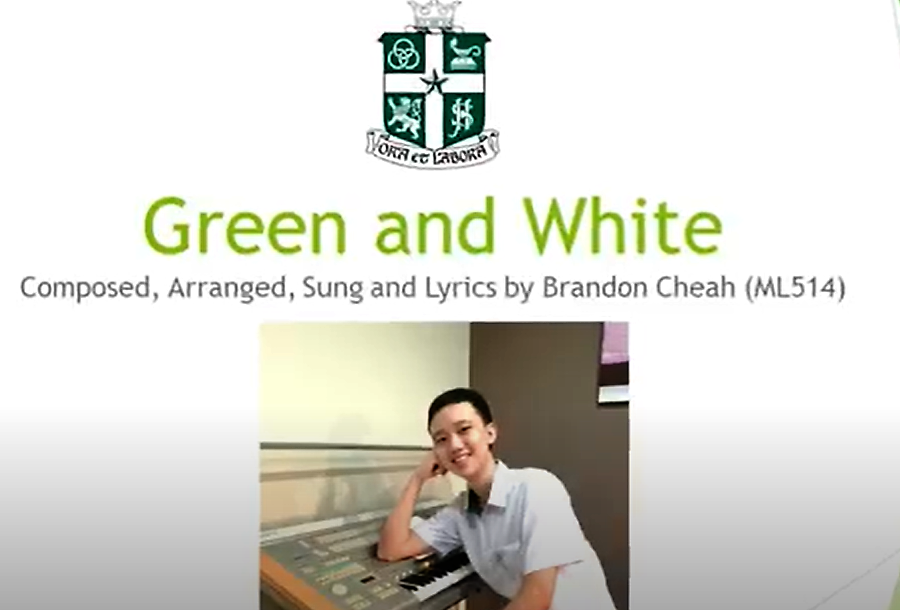 ORA et LABORA
Green and White
Composed, Arranged, Sung and Lyrics by Brandon Cheah (ML514)